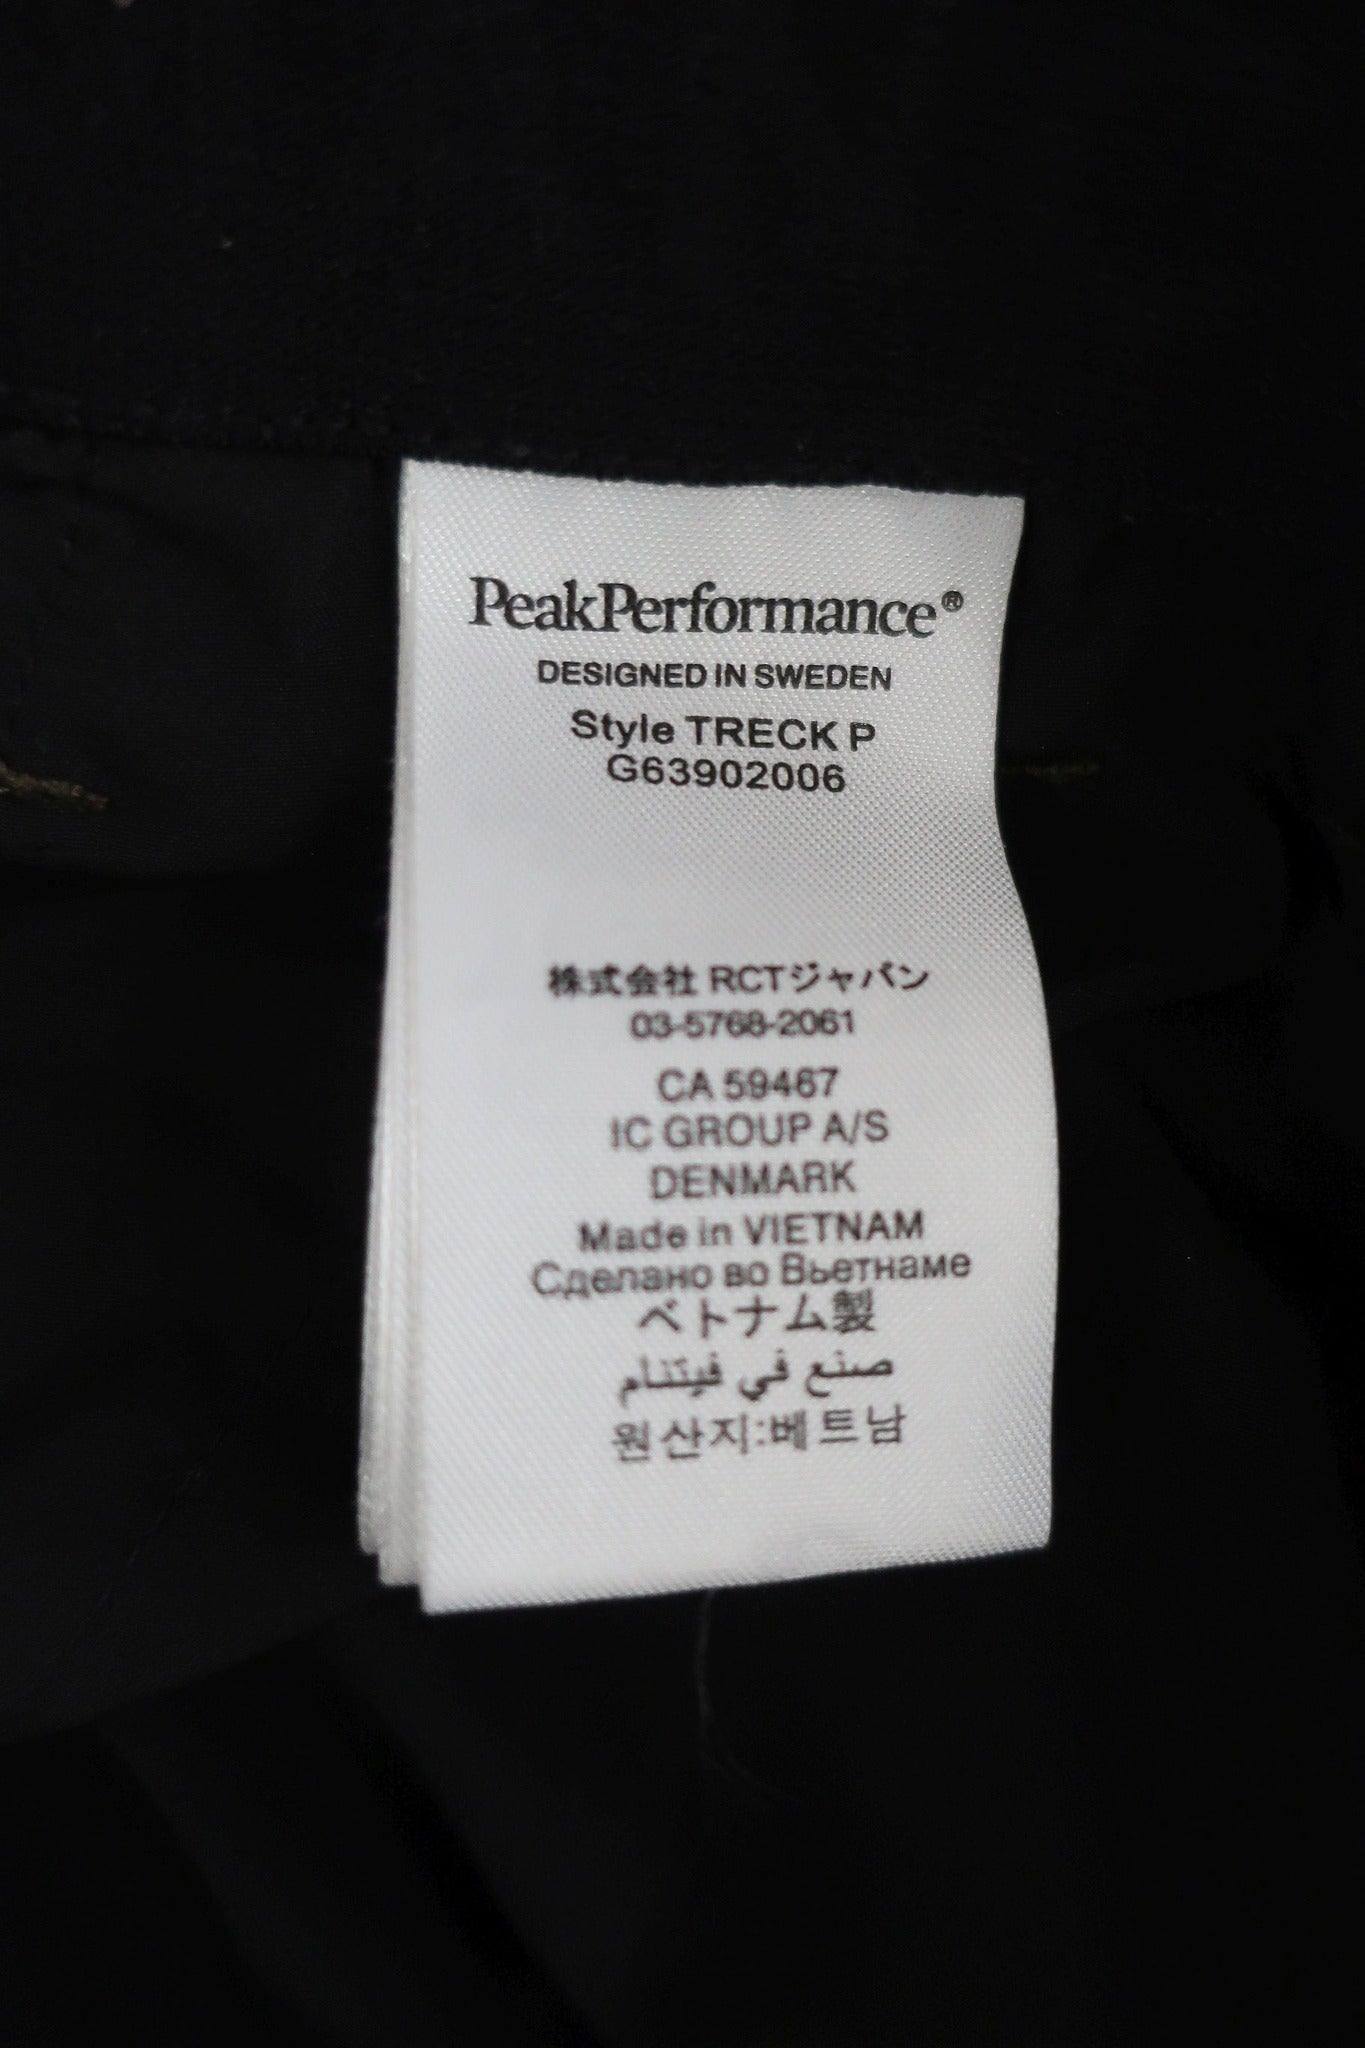 PeakPerformance®
DESIGNED IN SWEDEN
Style TRECK P
G63902006
株式会社 RCTジャパン
03-5768-2061
CA 59467
IC GROUP A/S
DENMARK
Made in VIETNAM
Сделано во Вьетнаме
ベトナム製
صنع في فيتنام
원산지:베트남